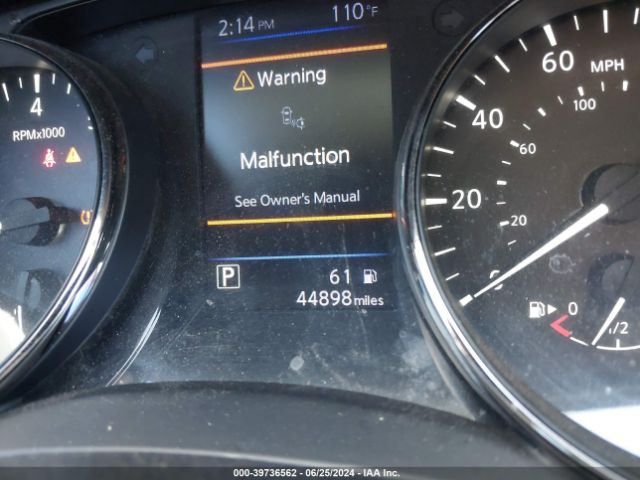 2:14 PM 110°F
Warning
Malfunction
See Owner's Manual
P 61
44898 miles
4
RPMx1000
60 MPH
100
40
60
20
20
0
0
1/2
000-39736562 / 06/25/2024 - IAA Inc.